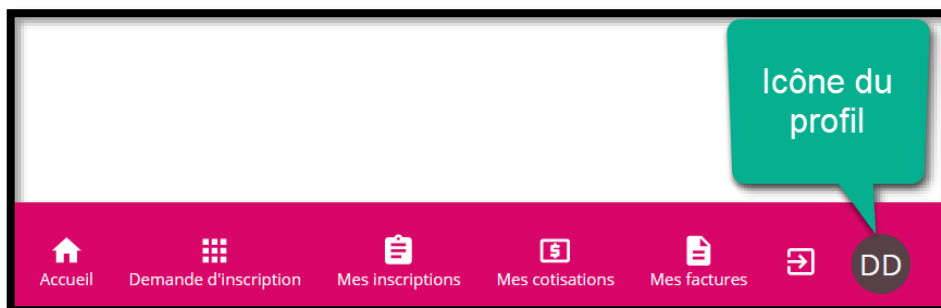 Icône du
profil
Accueil
Demande d'inscription
Mes inscriptions
$
Mes cotisations
Mes factures
DD